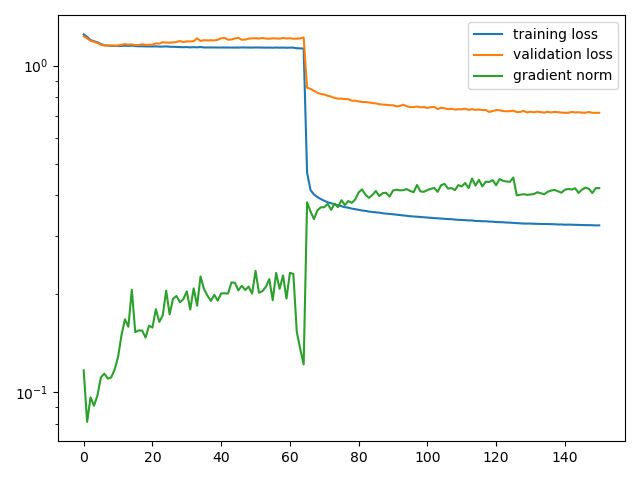 training loss
validation loss
gradient norm
10⁰
10⁻¹
0 20 40 60 80 100 120 140